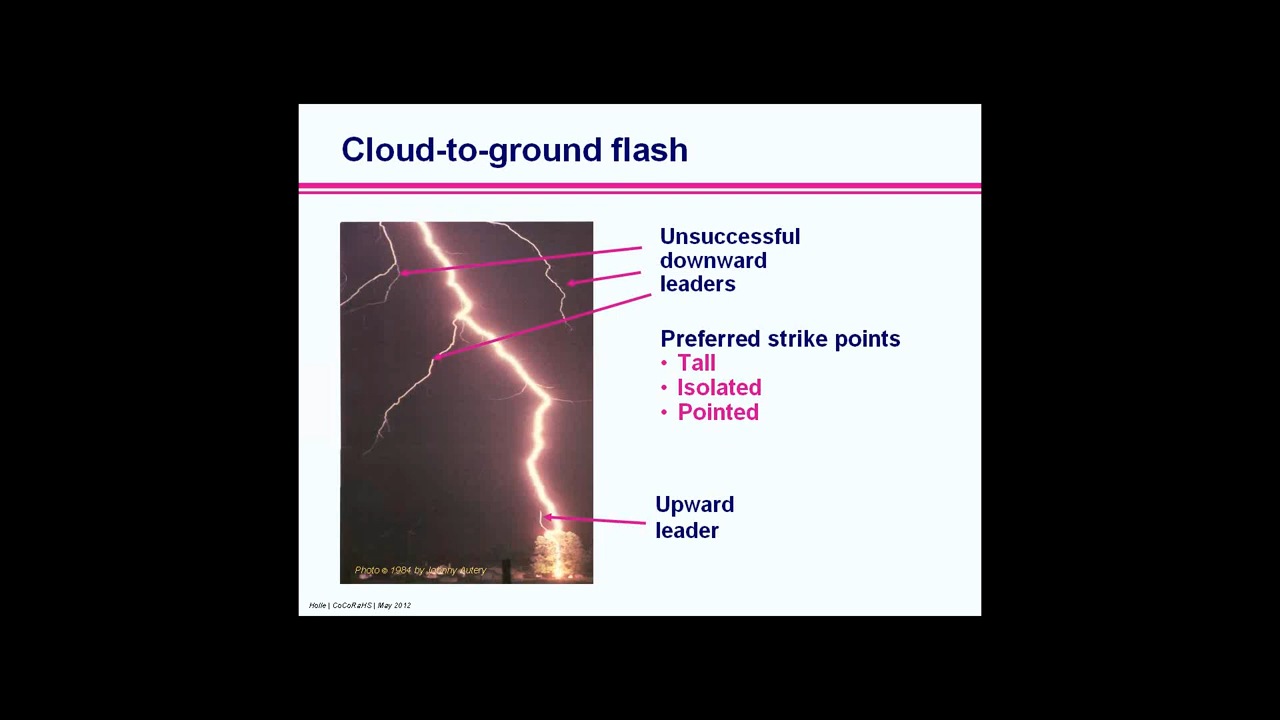 Cloud-to-ground flash
Unsuccessful
downward
leaders
Preferred strike points
• Tall
• Isolated
• Pointed
Upward
leader
Photo © 1984 by Johnny Autery
Holle | CoCoRaHS | May 2012